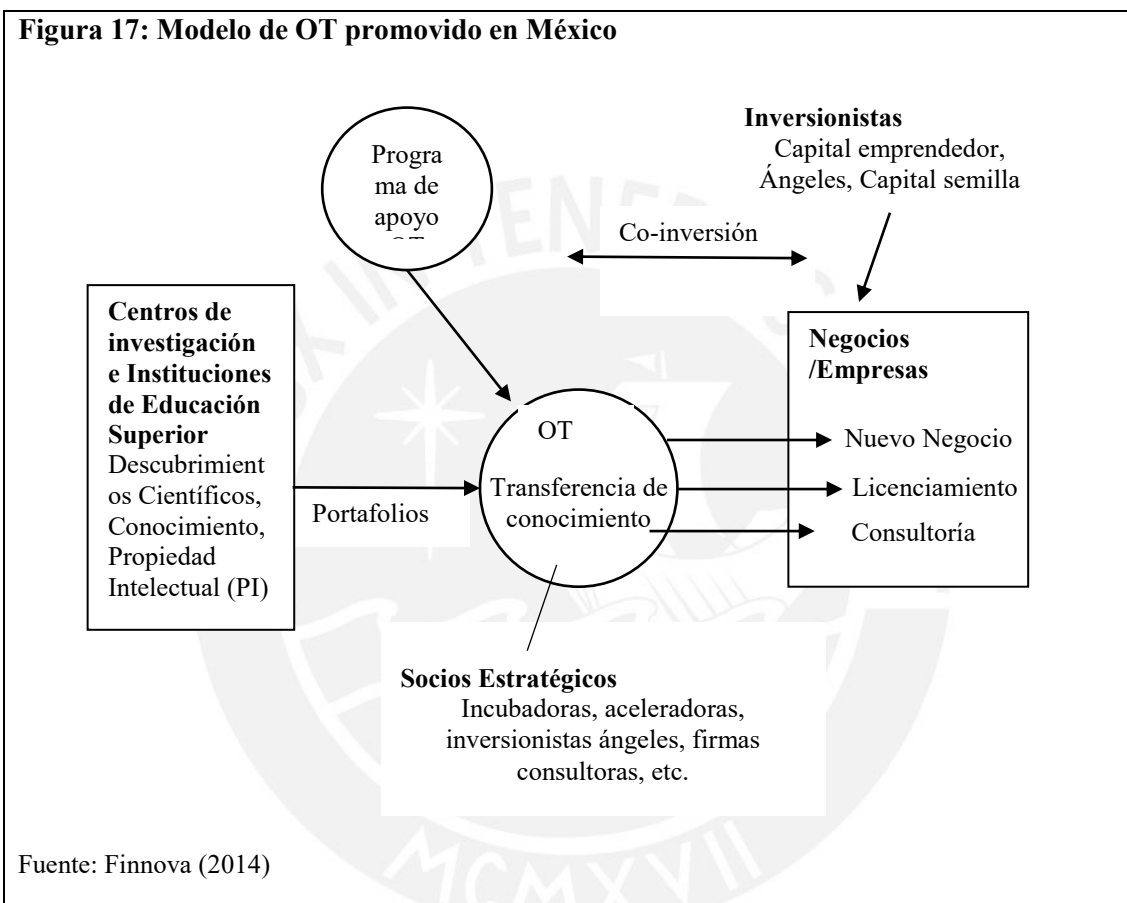 Figura 17: Modelo de OT promovido en México
Inversionistas
Capital emprendedor,
Ángeles, Capital semilla
Progra
ma de
apoyo
Co-inversión
Centros de
investigación
e Instituciones
de Educación
Superior
Descubrimient
os Científicos,
Conocimiento,
Propiedad
Intelectual (PI)
Portafolios
OT
Transferencia de
conocimiento
Negocios
/Empresas
Nuevo Negocio
Licenciamiento
Consultoría
Socios Estratégicos
Incubadoras, aceleradoras,
inversionistas ángeles, firmas
consultoras, etc.
MCMXVII
Fuente: Finnova (2014)